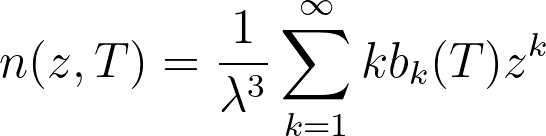 n(z, T) = \frac{1}{\lambda^3} \sum_{k=1}^{\infty} k b_k(T) z^k